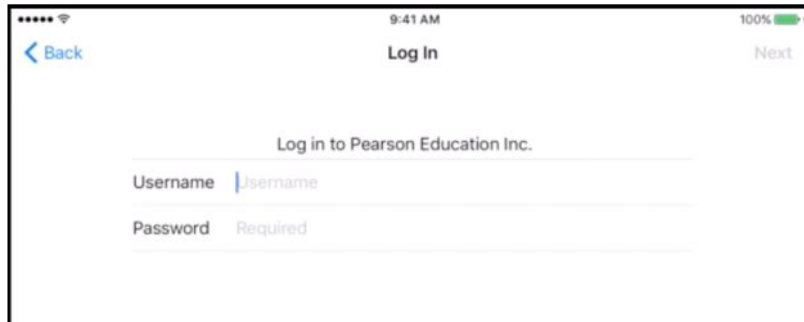 9:41 AM
100%
Back
Log In
Next
Log in to Pearson Education Inc.
Username Username
Password Required